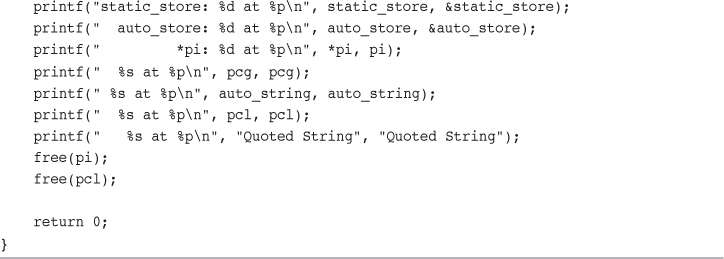 printf("static_store: %d at %p\n", static_store, &static_store);
printf("  auto_store: %d at %p\n", auto_store, &auto_store);
printf("         *pi: %d at %p\n", *pi, pi);
printf("  %s at %p\n", pcg, pcg);
printf(" %s at %p\n", auto_string, auto_string);
printf("  %s at %p\n", pcl, pcl);
printf("   %s at %p\n", "Quoted String", "Quoted String");
free(pi);
free(pcl);
return 0;
}